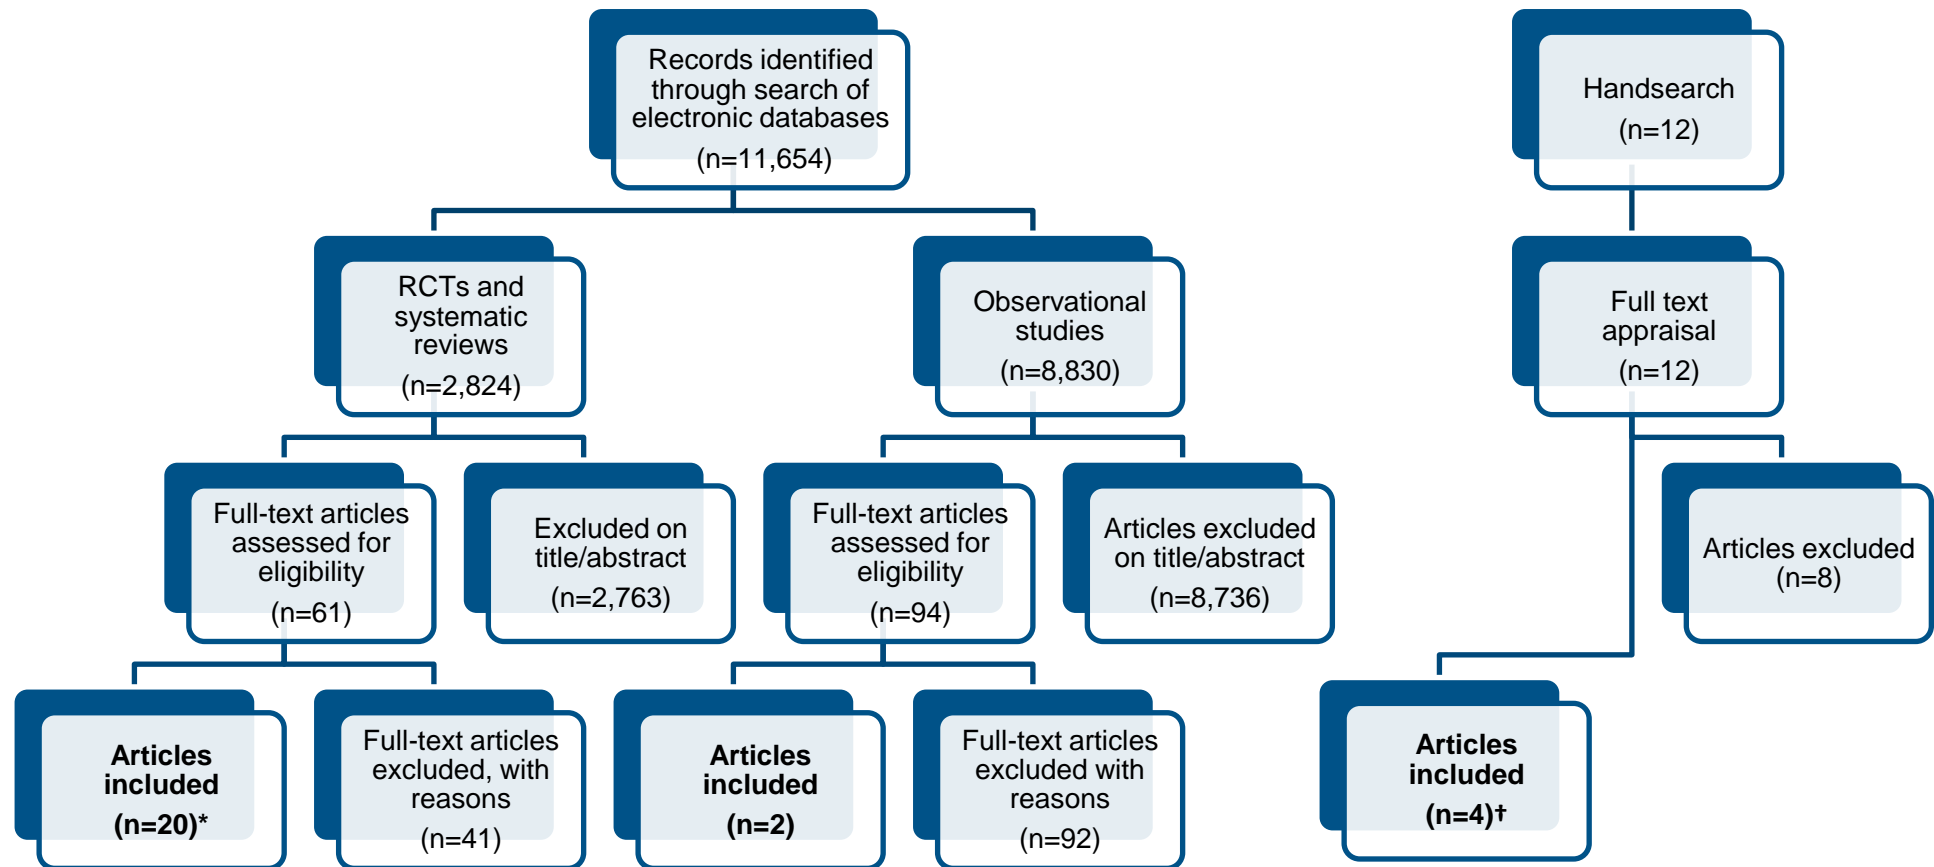 Records identified
through search of
electronic databases
(n=11,654)
Handsearch
(n=12)
RCTs and
systematic
reviews
(n=2,824)
Observational
studies
(n=8,830)
Full text
appraisal
(n=12)
Full-text articles
assessed for
eligibility
(n=61)
Excluded on
title/abstract
(n=2,763)
Full-text articles
assessed for
eligibility
(n=94)
Articles excluded
on title/abstract
(n=8,736)
Articles excluded
(n=8)
Articles
included
(n=20)*
Full-text articles
excluded, with
reasons
(n=41)
Articles
included
(n=2)
Full-text articles
excluded with
reasons
(n=92)
Articles
included
(n=4)†